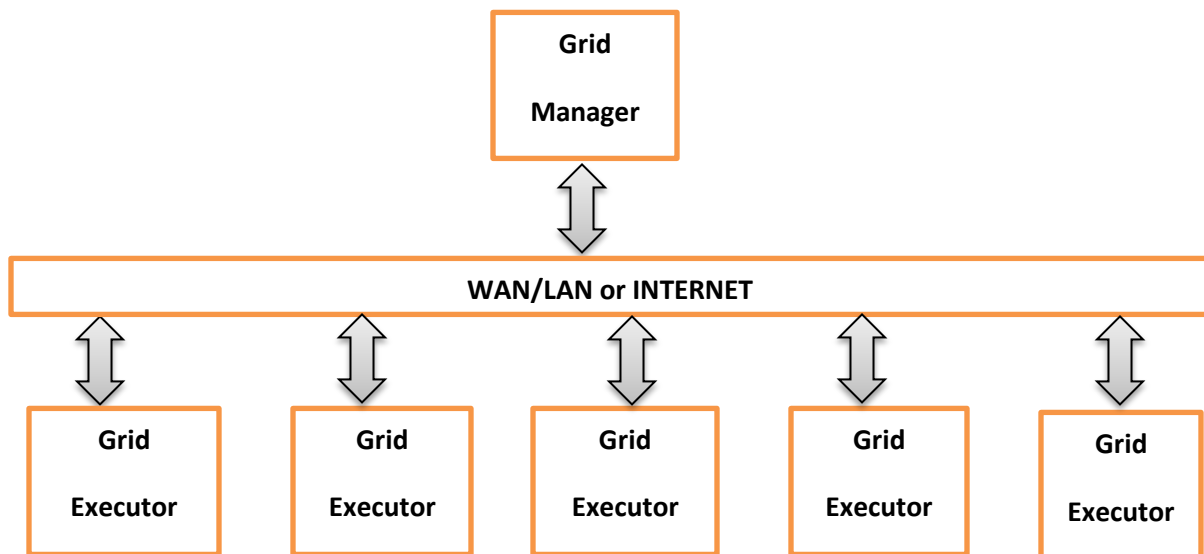 Grid
Manager
WAN/LAN or INTERNET
Grid
Executor
Grid
Executor
Grid
Executor
Grid
Executor
Grid
Executor